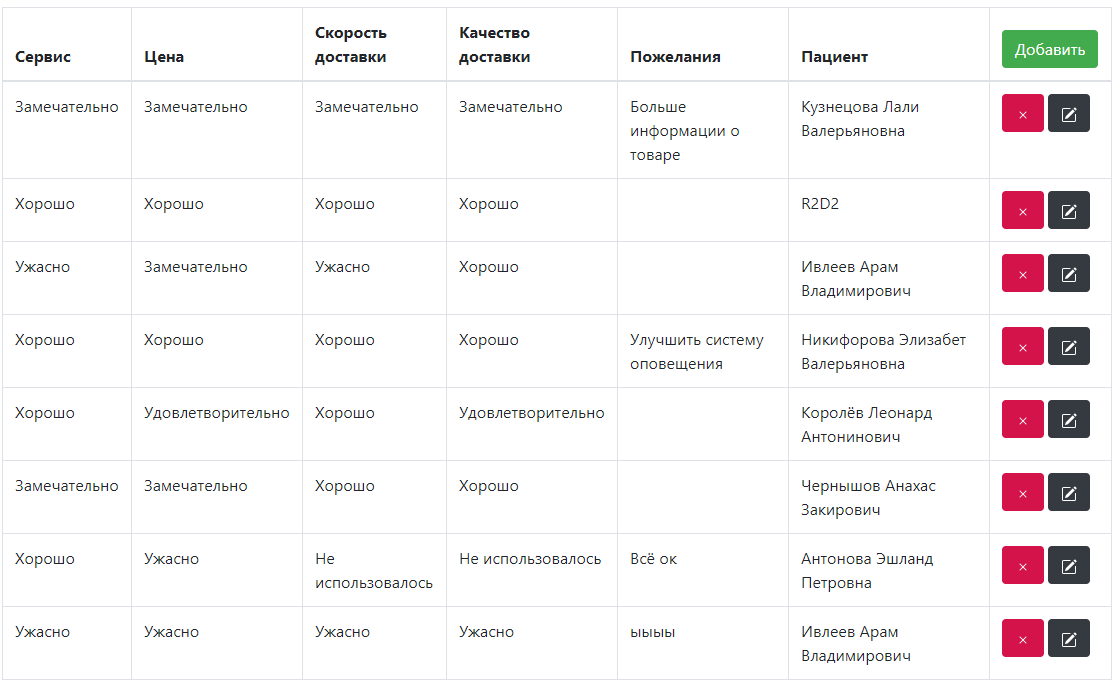 Сервис
Цена
Скорость
доставки
Качество
доставки
Пожелания
Пациент
Добавить
Замечательно
Замечательно
Замечательно
Замечательно
Больше
информации о
товаре
Кузнецова Лали
Валерьяновна
Хорошо
Хорошо
Хорошо
Хорошо
R2D2
Ужасно
Замечательно
Ужасно
Хорошо
Ивлеев Арам
Владимирович
Хорошо
Хорошо
Хорошо
Хорошо
Улучшить систему
оповещения
Никифорова Элизабет
Валерьяновна
Хорошо
Удовлетворительно
Хорошо
Удовлетворительно
Королёв Леонард
Антонинович
Замечательно
Замечательно
Хорошо
Хорошо
Чернышов Анахас
Закирович
Хорошо
Ужасно
Не
использовалось
Не использовалось
Всё ок
Антонова Эшланд
Петровна
Ужасно
Ужасно
Ужасно
Ужасно
ыыыы
Ивлеев Арам
Владимирович